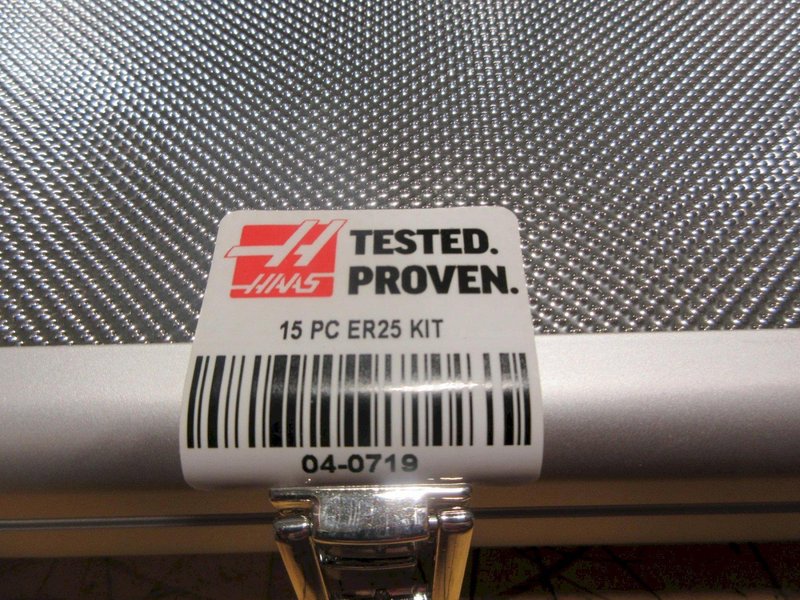 HAAS
TESTED.
PROVEN.
15 PC ER25 KIT
04-0719